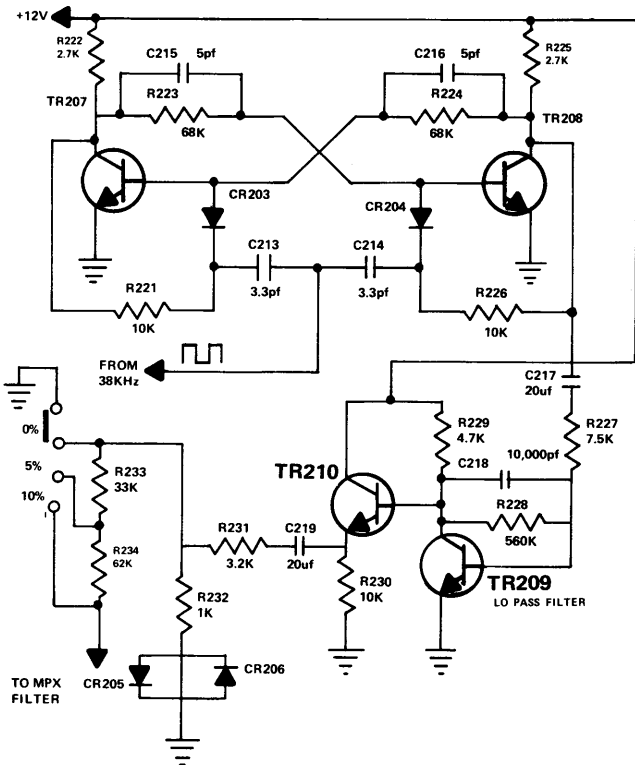 +12V
R222
2.7K
C215 5pf
R223
68K
TR207
C216 5pf
R224
68K
R225
2.7K
TR208
CR203
CR204
C213
3.3pf
C214
3.3pf
R221
10K
R226
10K
FROM
38KHz
C217
20uf
R227
7.5K
0%
5%
10%
R233
33K
R234
62K
R229
4.7K
C218
10,000pf
R228
560K
TR210
TR209
LO PASS FILTER
R231
3.2K
C219
20uf
R230
10K
R232
1K
CR205
CR206
TO MPX
FILTER